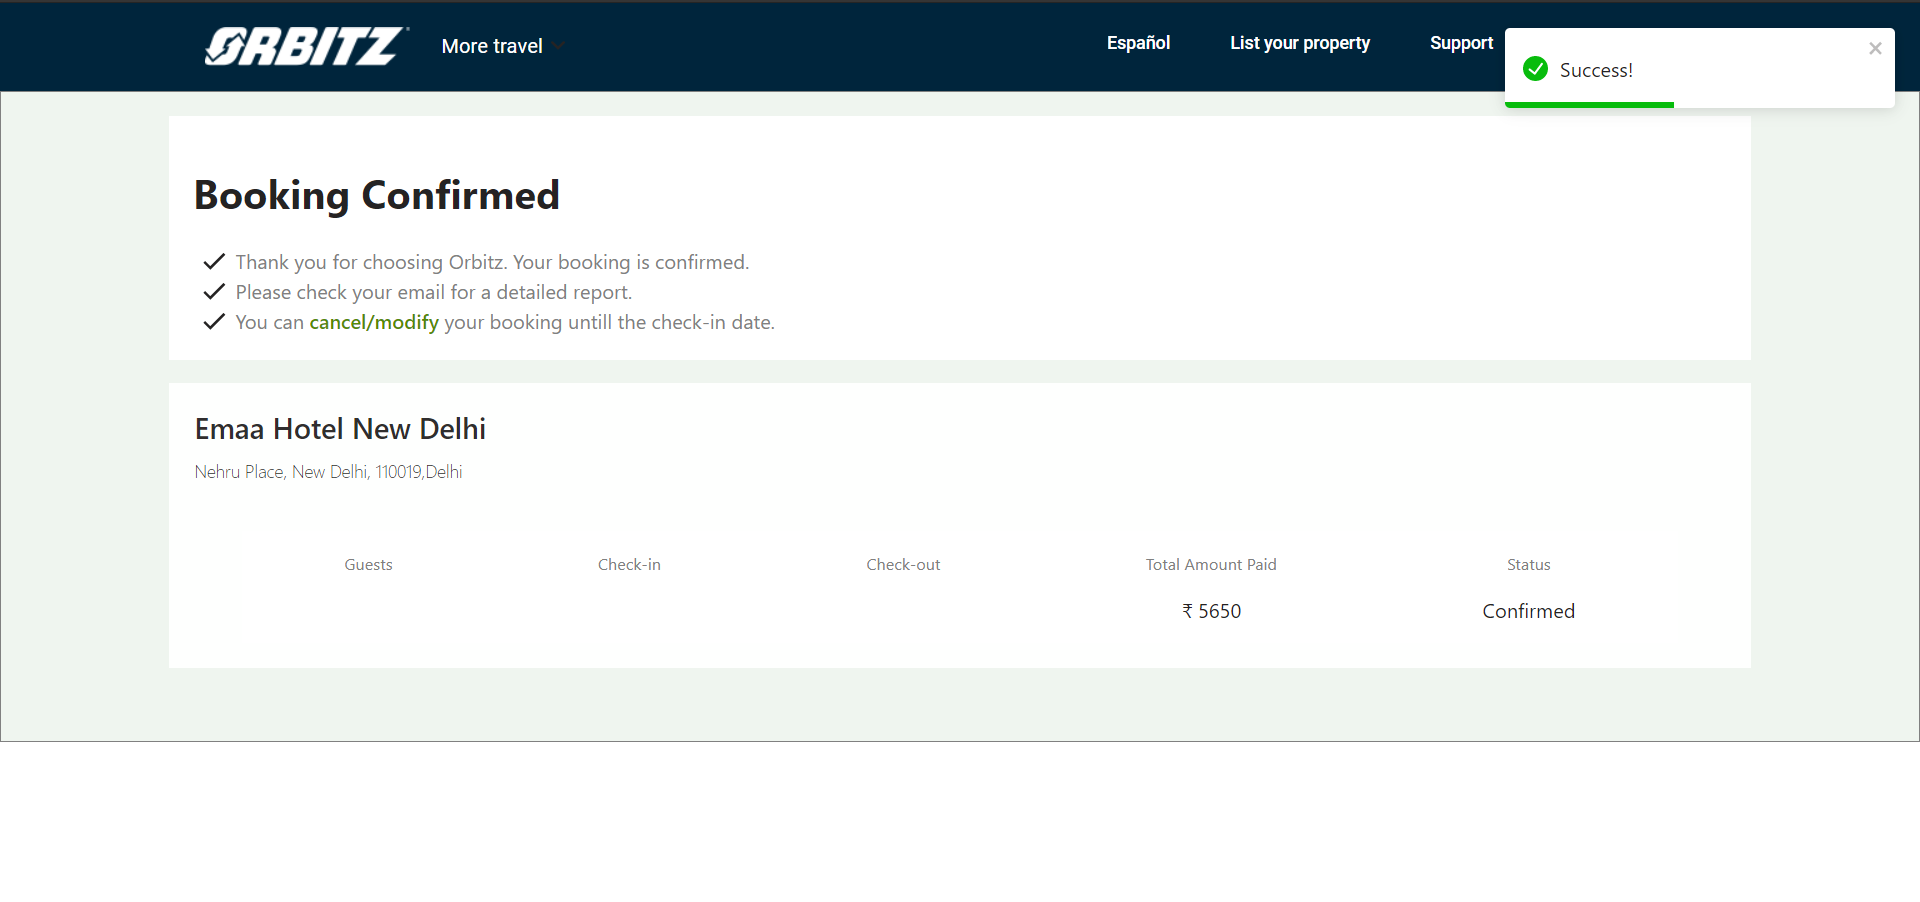 ORBITZ
More travel
Español
List your property
Support
Success!
Booking Confirmed
Thank you for choosing Orbitz. Your booking is confirmed.
Please check your email for a detailed report.
You can cancel/modify your booking untill the check-in date.
Emaa Hotel New Delhi
Nehru Place, New Delhi, 110019,Delhi
Guests
Check-in
Check-out
Total Amount Paid
Status
₹ 5650
Confirmed